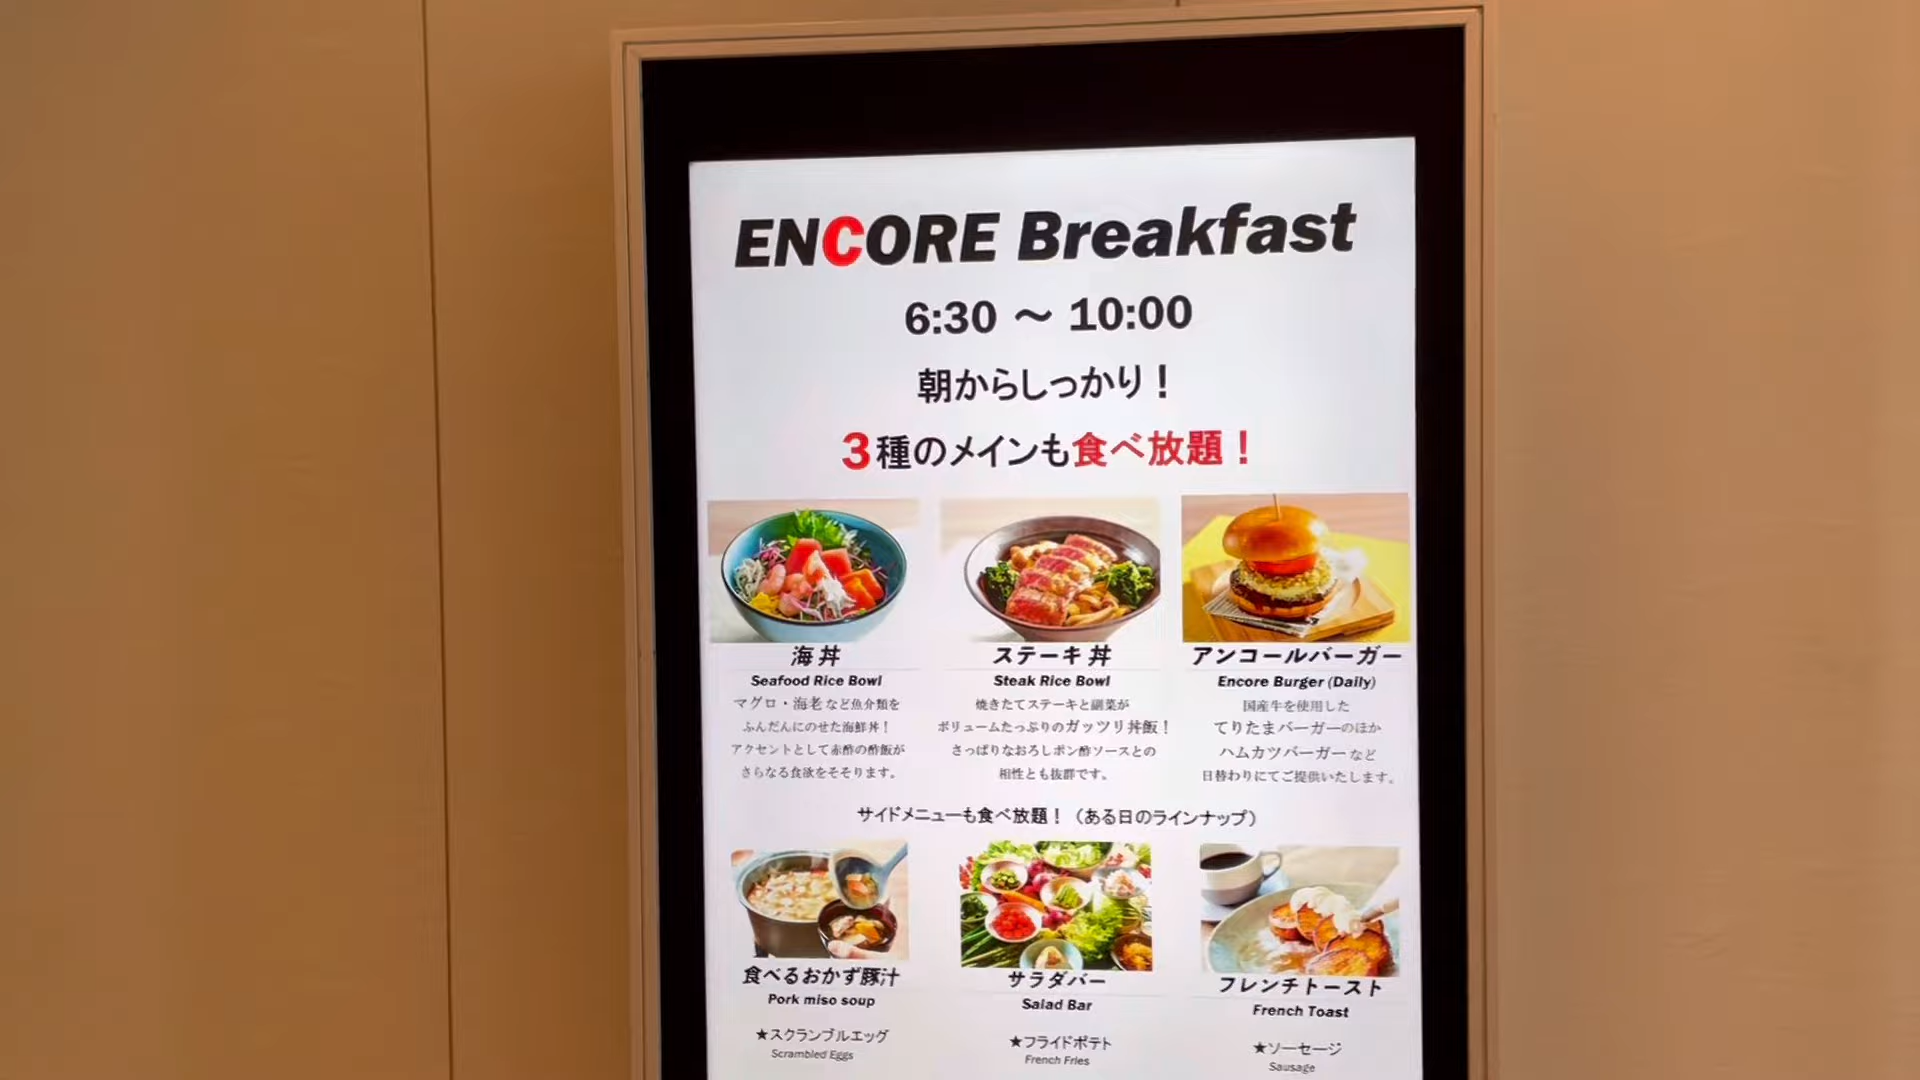 ENCORE Breakfast
6:30 ～ 10:00
朝からしっかり！
3種のメインも食べ放題！
海丼
Seafood Rice Bowl
マグロ・海老など魚介類を
ふんだんにのせた海鮮丼！
アクセントとして赤酢の酢飯が
さらなる食欲をそそります。
ステーキ丼
Steak Rice Bowl
焼きたてステーキと副菜が
ボリュームたっぷりのガッツリ丼飯！
さっぱりなおろしポン酢ソースとの
相性とも抜群です。
アンコールバーガー
Encore Burger (Daily)
国産牛を使用した
てりたまバーガーのほか
ハムカツバーガーなど
日替わりにてご提供いたします。
サイドメニューも食べ放題！（ある日のラインナップ）
食べるおかず豚汁
Pork miso soup
サラダバー
Salad Bar
フレンチトースト
French Toast
★スクランブルエッグ
Scrambled Eggs
★フライドポテト
French Fries
★ソーセージ
Sausage